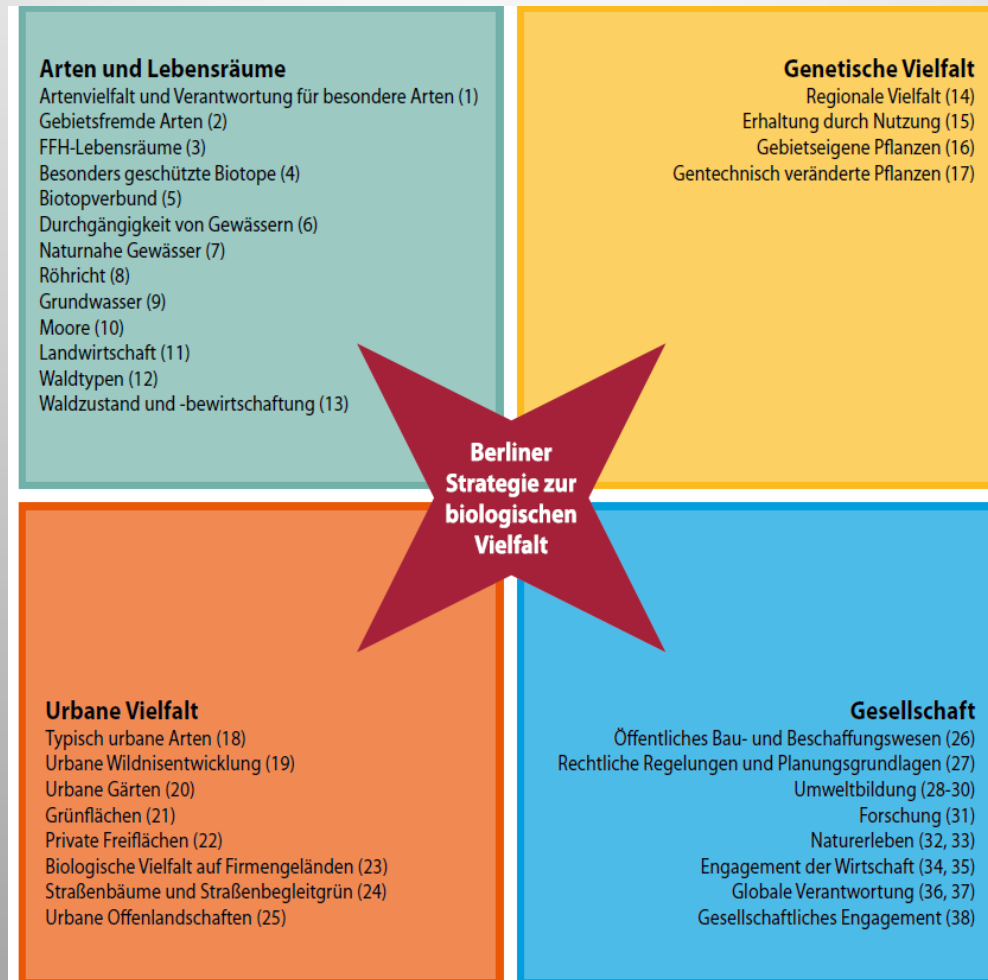 Arten und Lebensräume
Artenvielfalt und Verantwortung für besondere Arten (1)
Gebietsfremde Arten (2)
FFH-Lebensräume (3)
Besonders geschützte Biotope (4)
Biotopverbund (5)
Durchgängigkeit von Gewässern (6)
Naturnahe Gewässer (7)
Röhricht (8)
Grundwasser (9)
Moore (10)
Landwirtschaft (11)
Waldtypen (12)
Waldzustand und -bewirtschaftung (13)
Genetische Vielfalt
Regionale Vielfalt (14)
Erhaltung durch Nutzung (15)
Gebietseigene Pflanzen (16)
Gentechnisch veränderte Pflanzen (17)
Berliner
Strategie zur
biologischen
Vielfalt
Urbane Vielfalt
Typisch urbane Arten (18)
Urbane Wildnisentwicklung (19)
Urbane Gärten (20)
Grünflächen (21)
Private Freiflächen (22)
Biologische Vielfalt auf Firmengeländen (23)
Straßenbäume und Straßenbegleitgrün (24)
Urbane Offenlandschaften (25)
Gesellschaft
Öffentliches Bau- und Beschaffungswesen (26)
Rechtliche Regelungen und Planungsgrundlagen (27)
Umweltbildung (28-30)
Forschung (31)
Naturerleben (32, 33)
Engagement der Wirtschaft (34, 35)
Globale Verantwortung (36, 37)
Gesellschaftliches Engagement (38)